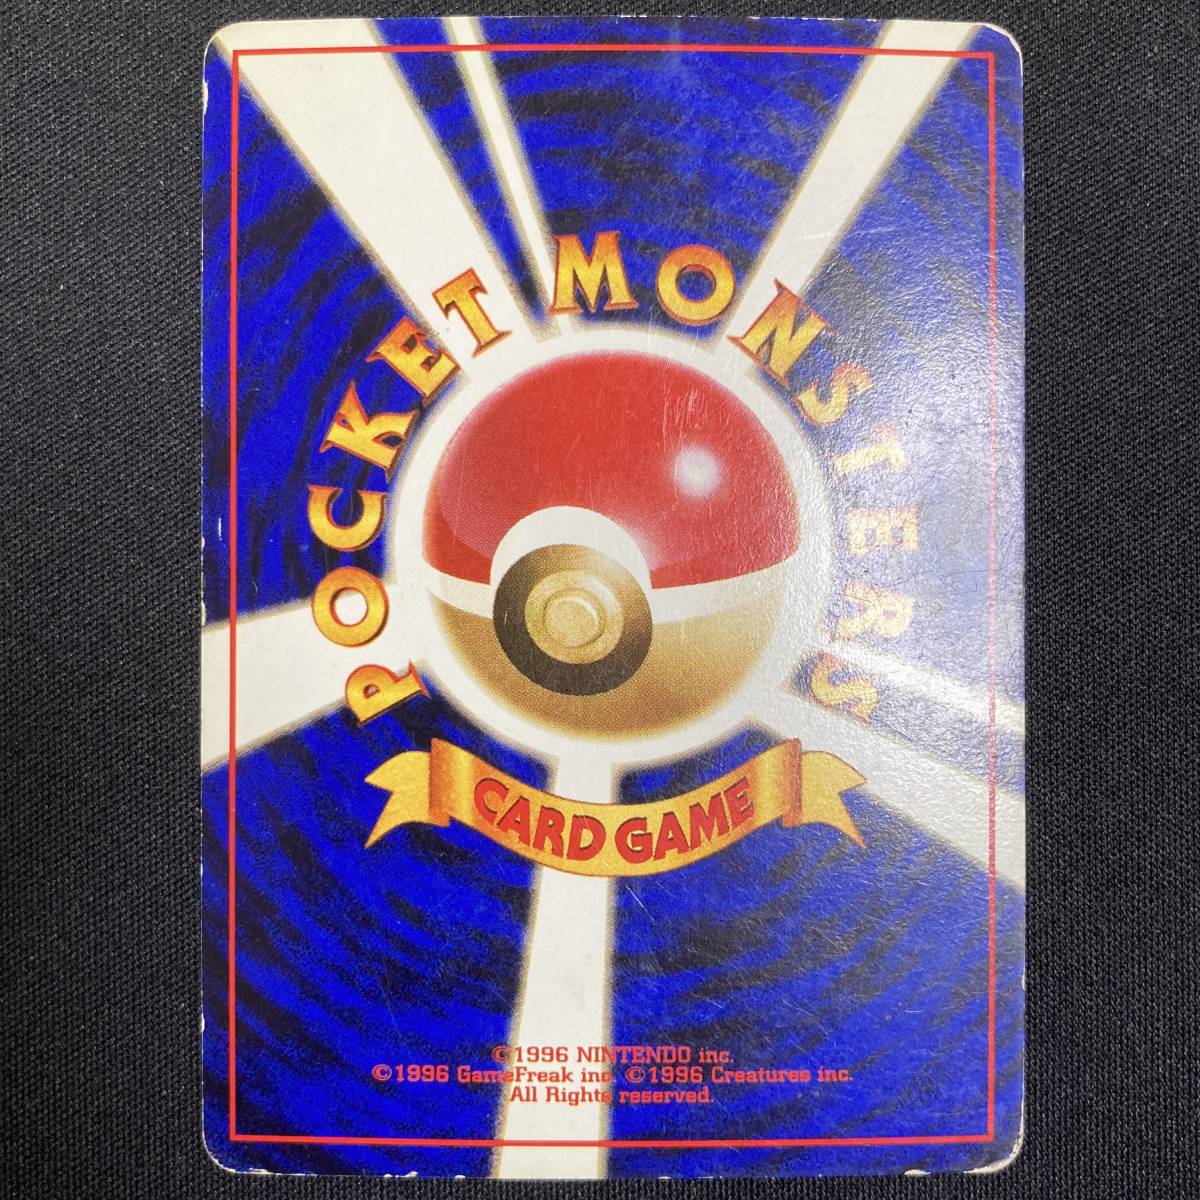 POCKET MONSTERS
CARD GAME
©1996 NINTENDO inc.
©1996 GameFreak inc. ©1996 Creatures inc.
All Rights reserved.